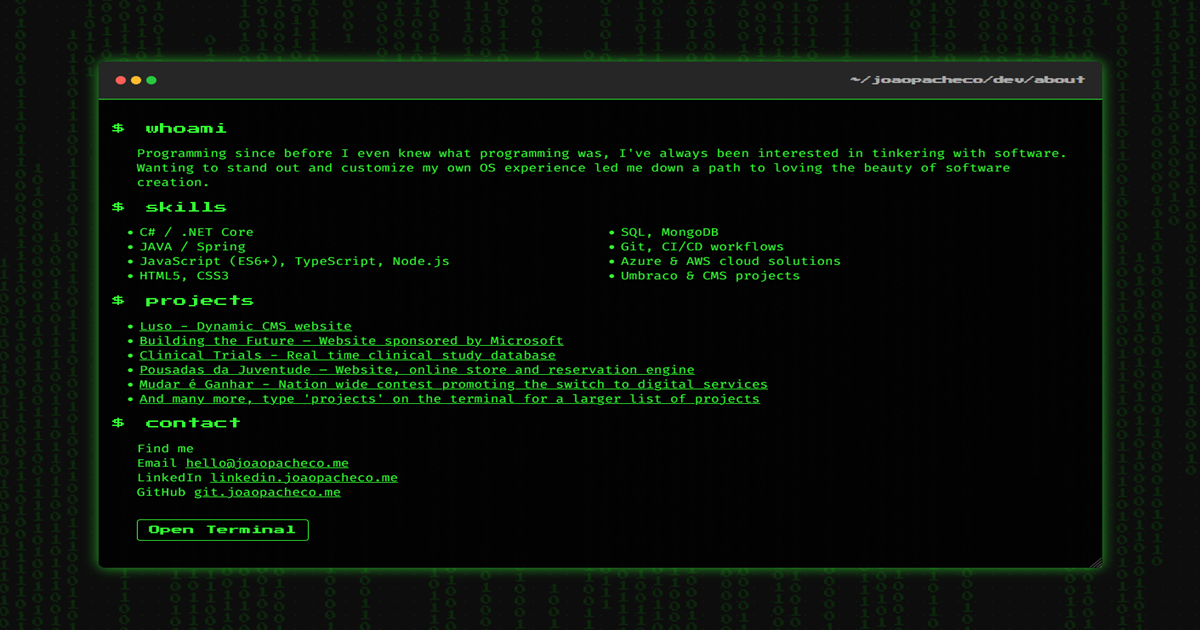 ~/joaopacheco/dev/about
$ whoami
Programming since before I even knew what programming was, I've always been interested in tinkering with software.
Wanting to stand out and customize my own OS experience led me down a path to loving the beauty of software
creation.
$ skills
• C# / .NET Core
• JAVA / Spring
• JavaScript (ES6+), TypeScript, Node.js
• HTML5, CSS3
• SQL, MongoDB
• Git, CI/CD workflows
• Azure & AWS cloud solutions
• Umbraco & CMS projects
$ projects
• Luso - Dynamic CMS website
• Building the Future — Website sponsored by Microsoft
• Clinical Trials - Real time clinical study database
• Pousadas da Juventude — Website, online store and reservation engine
• Mudar é Ganhar - Nation wide contest promoting the switch to digital services
• And many more, type 'projects' on the terminal for a larger list of projects
$ contact
Find me
Email hello@joaopacheco.me
LinkedIn linkedin.joaopacheco.me
GitHub git.joaopacheco.me
Open Terminal